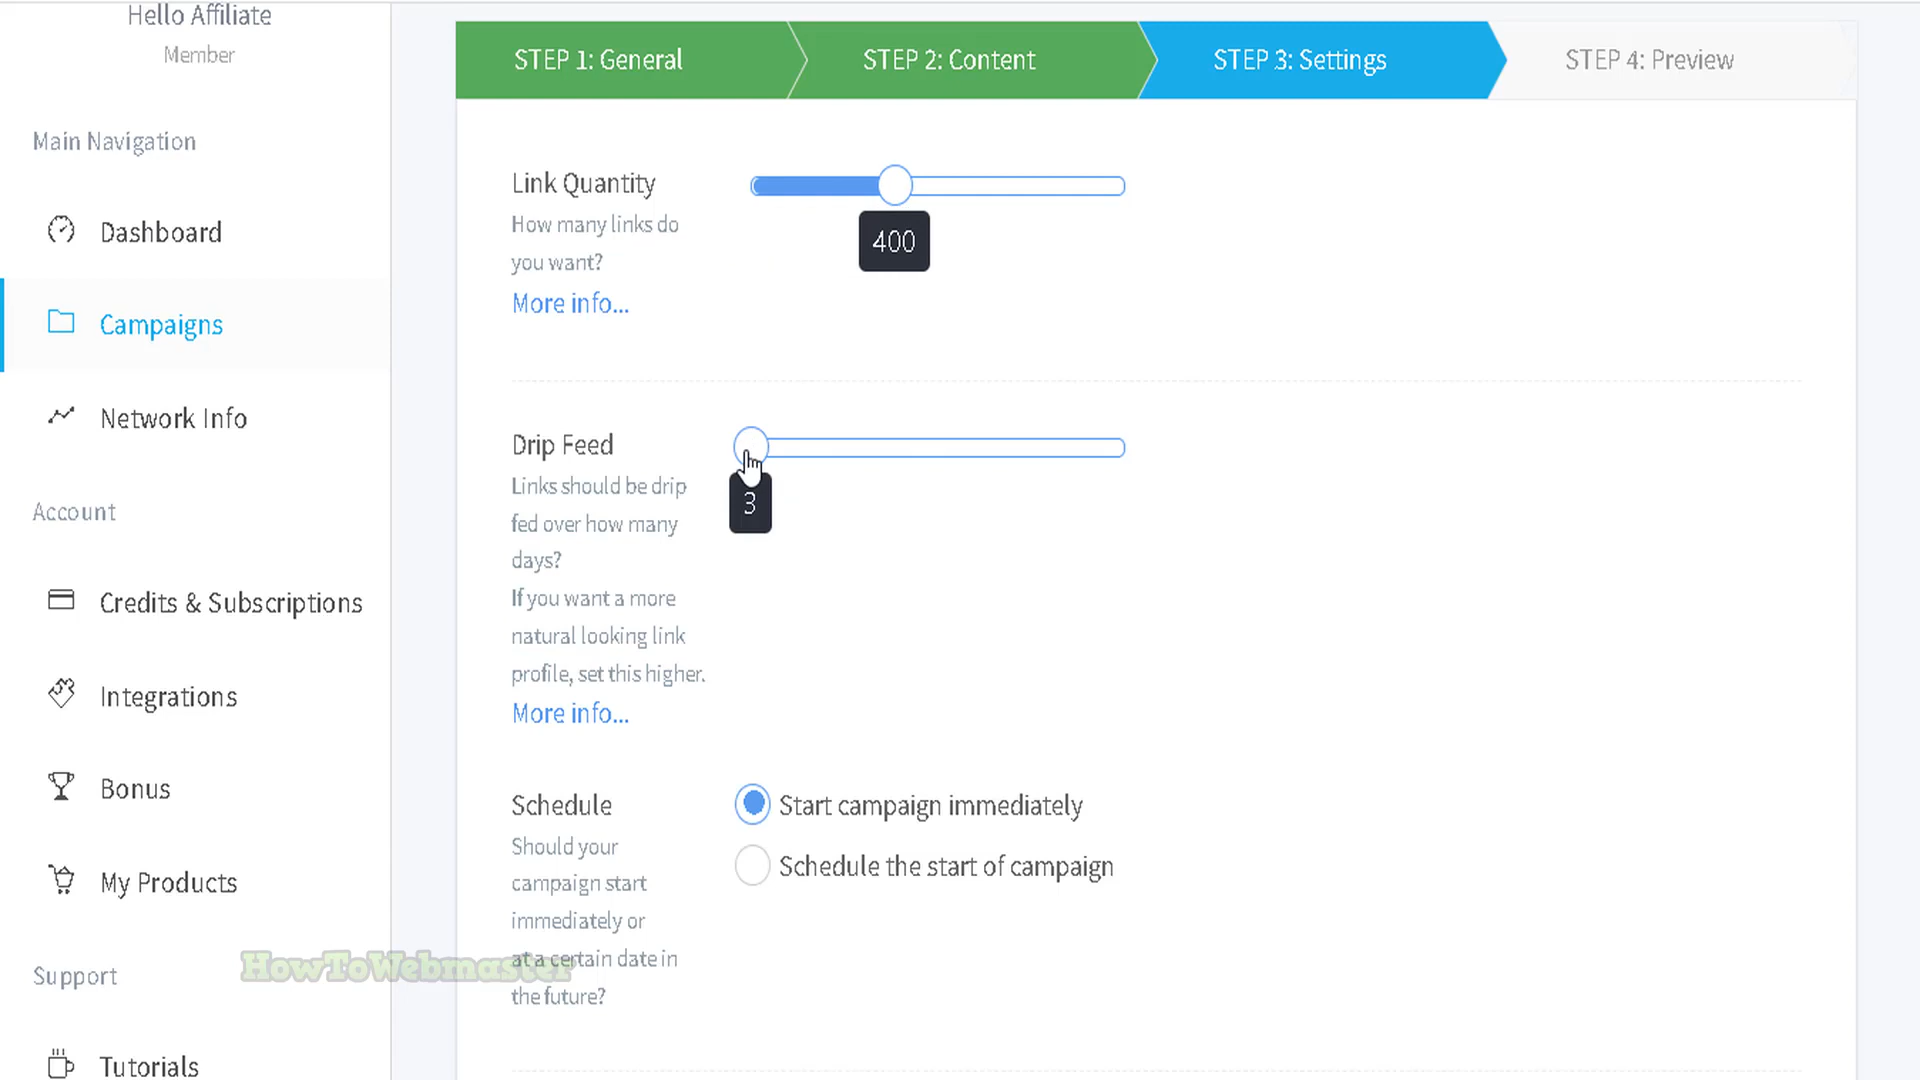 Hello Affiliate
Member
Main Navigation
Dashboard
Campaigns
Network Info
Account
Credits & Subscriptions
Integrations
Bonus
My Products
Support
Tutorials
STEP 1: General
STEP 2: Content
STEP 3: Settings
STEP 4: Preview
Link Quantity
How many links do
you want?
More info...
400
Drip Feed
Links should be drip
fed over how many
days?
If you want a more
natural looking link
profile, set this higher.
More info...
3
Schedule
Should your
campaign start
immediately or
at a certain date in
the future?
Start campaign immediately
Schedule the start of campaign
HowToWebmaster